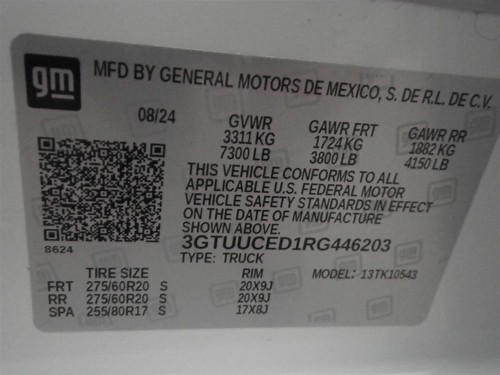 gm
MFD BY GENERAL MOTORS DE MEXICO, S. DE R.L. DE C.V.
08/24 GVWR GAWR FRT GAWR RR
3311 KG 1724 KG 1882 KG
7300 LB 3800 LB 4150 LB
THIS VEHICLE CONFORMS TO ALL
APPLICABLE U.S. FEDERAL MOTOR
VEHICLE SAFETY STANDARDS IN EFFECT
ON THE DATE OF MANUFACTURE
SHOWN ABOVE.
8624 3GTUUCED1RG446203
TYPE: TRUCK MODEL: 13TK10543
TIRE SIZE RIM
FRT 275/60R20 S 20X9J
RR 275/60R20 S 20X9J
SPA 255/80R17 S 17X8J